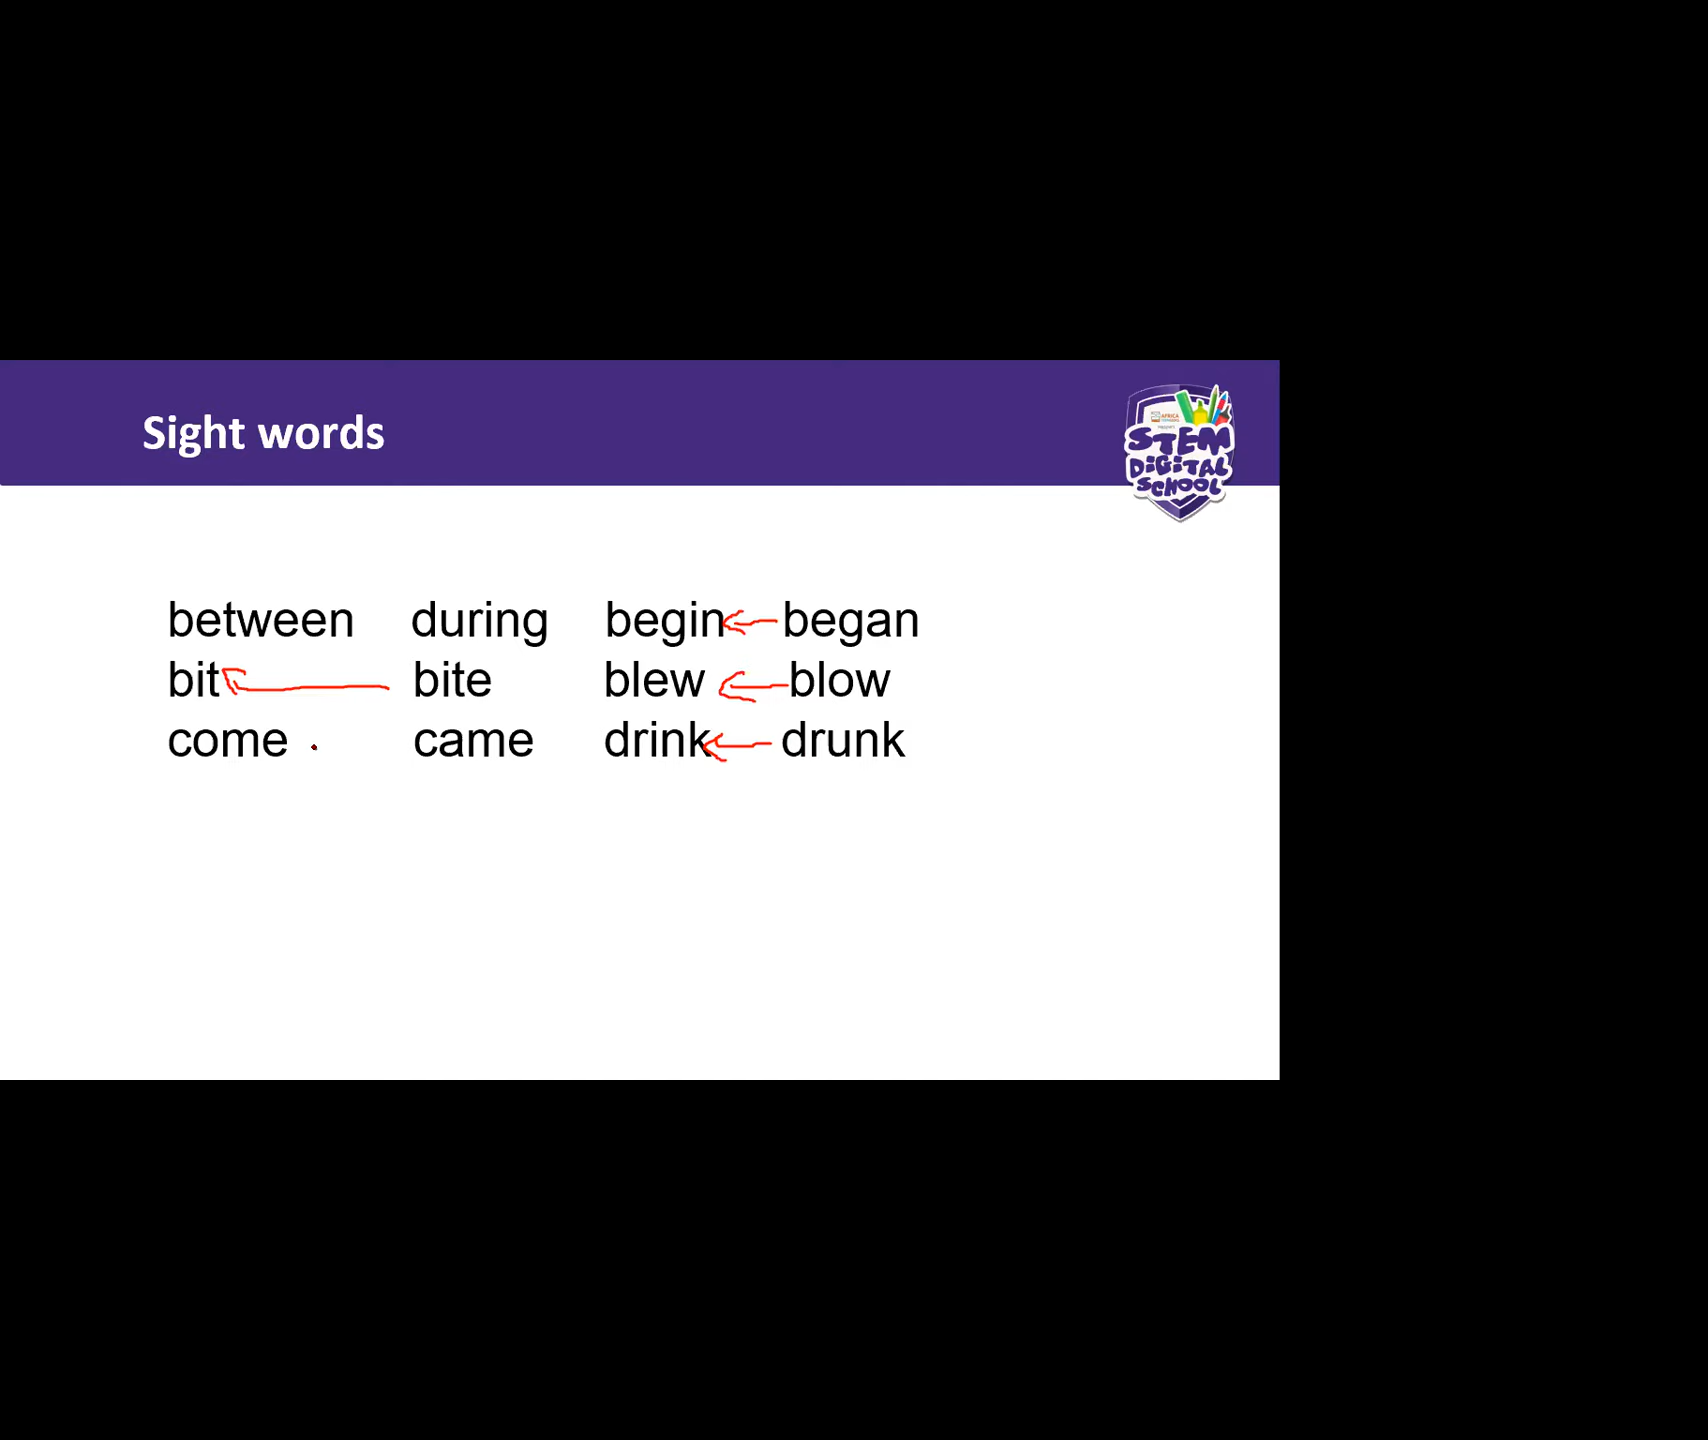 Sight words
STEM
DIGITAL
SCHOOL
between during begin began
bit bite blew blow
come came drink drunk